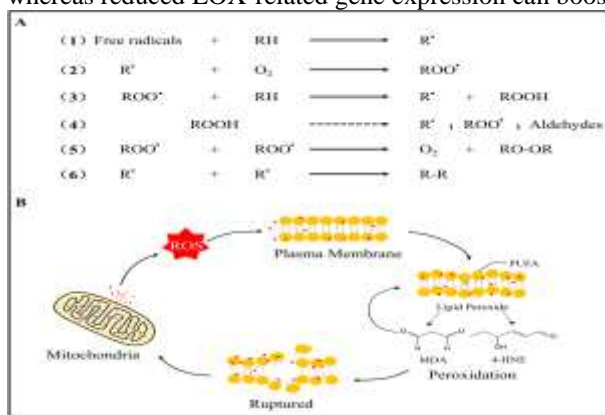 whereas reduced LOX-related gene expression can boos
A
(1) Free radicals + RH → R•
(2) R• + O₂ → ROO•
(3) ROO• + RH → R• + ROOH
(4) ROOH → R• , ROO• , Aldehydes
(5) ROO• + ROO• → O₂ + RO-OR
(6) R• + R• → R-R
B
ROS
Plasma Membrane
PUFA
Lipid Peroxide
Mitochondria
MDA
4-HNE
Peroxidation
Ruptured